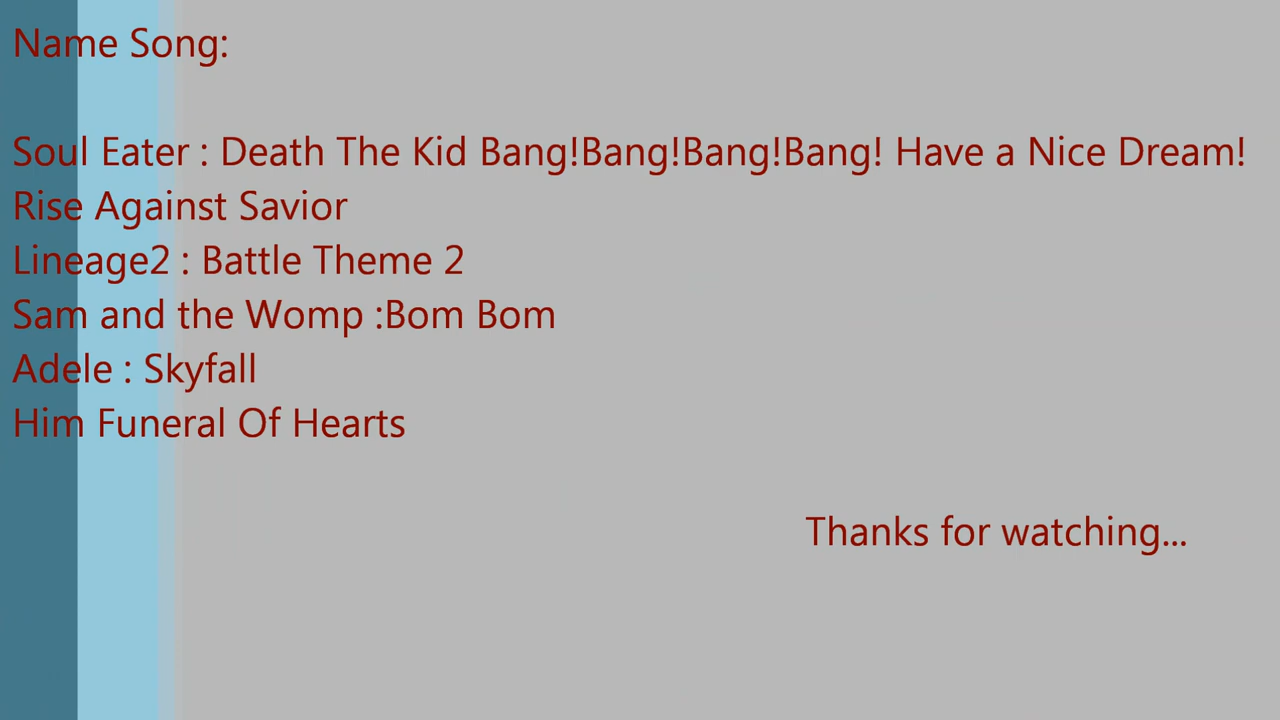 Name Song:
Soul Eater : Death The Kid Bang!Bang!Bang!Bang! Have a Nice Dream!
Rise Against Savior
Lineage2 : Battle Theme 2
Sam and the Womp :Bom Bom
Adele : Skyfall
Him Funeral Of Hearts
Thanks for watching...